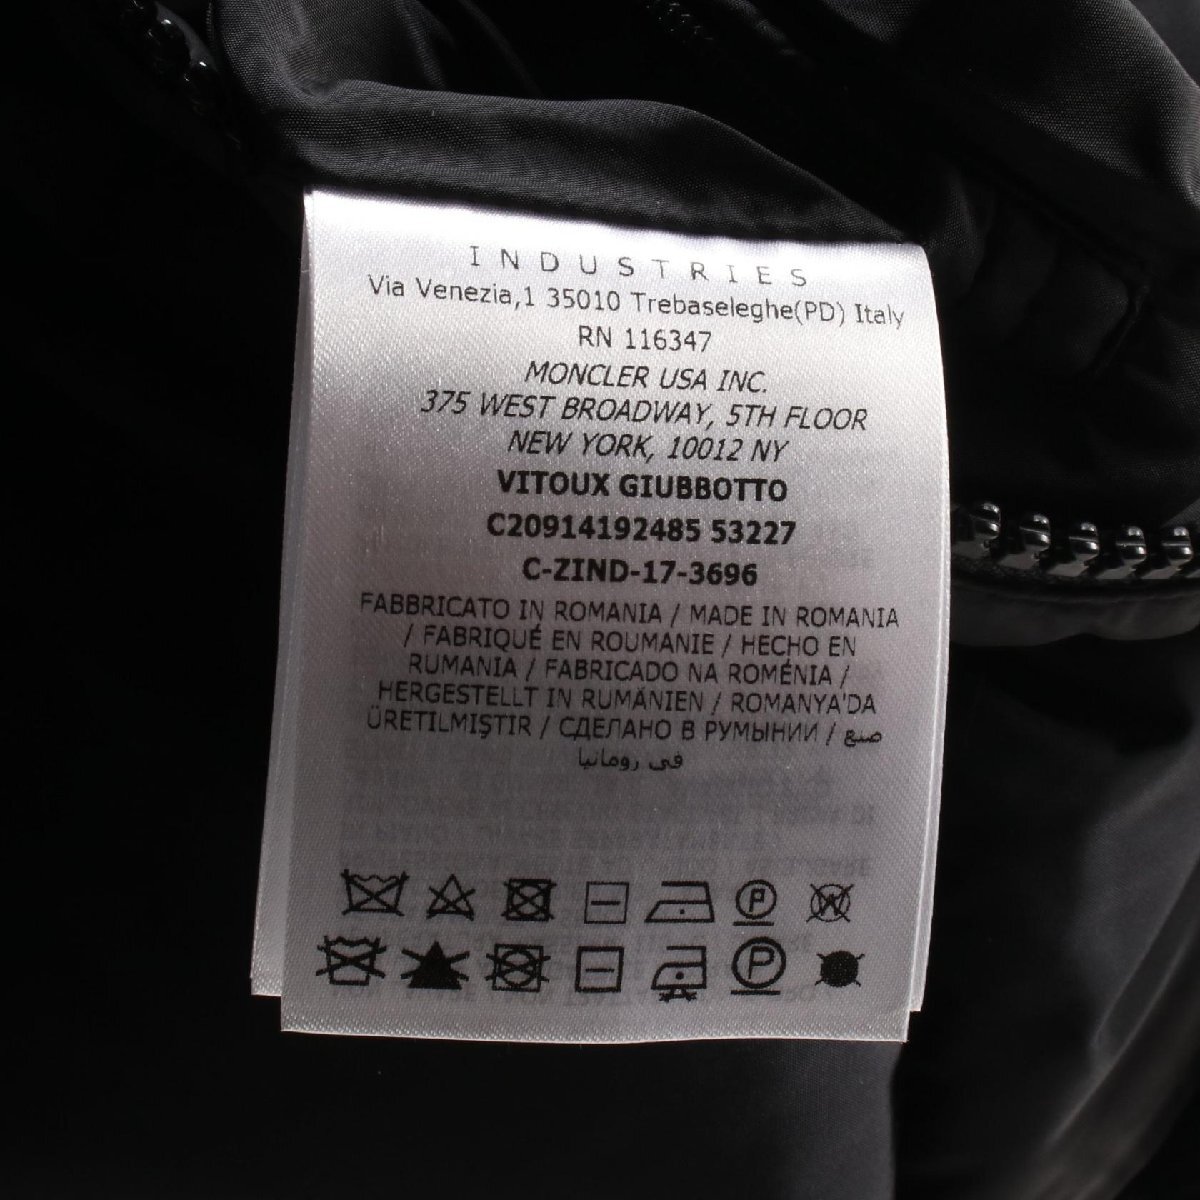 INDUSTRIES
Via Venezia,1 35010 Trebaseleghe(PD) Italy
RN 116347
MONCLER USA INC.
375 WEST BROADWAY, 5TH FLOOR
NEW YORK, 10012 NY
VITOUX GIUBBOTTO
C20914192485 53227
C-ZIND-17-3696
FABBRICATO IN ROMANIA / MADE IN ROMANIA
/ FABRIQUÉ EN ROUMANIE / HECHO EN
RUMANIA / FABRICADO NA ROMÉNIA /
HERGESTELLT IN RUMÄNIEN / ROMANYA'DA
ÜRETILMIŞTIR / СДЕЛАНО В РУМЫНИИ / صنع
في رومانيا
P W
P